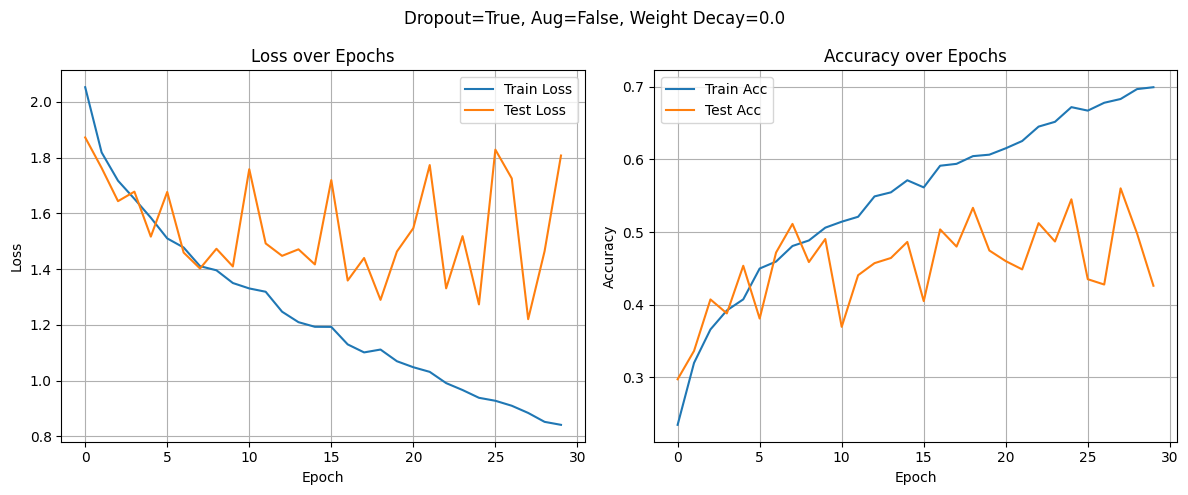 Dropout=True, Aug=False, Weight Decay=0.0
Loss over Epochs
Train Loss
Test Loss
2.0
1.8
1.6
1.4
1.2
1.0
0.8
Loss
0 5 10 15 20 25 30
Epoch
Accuracy over Epochs
Train Acc
Test Acc
0.7
0.6
0.5
0.4
0.3
Accuracy
0 5 10 15 20 25 30
Epoch